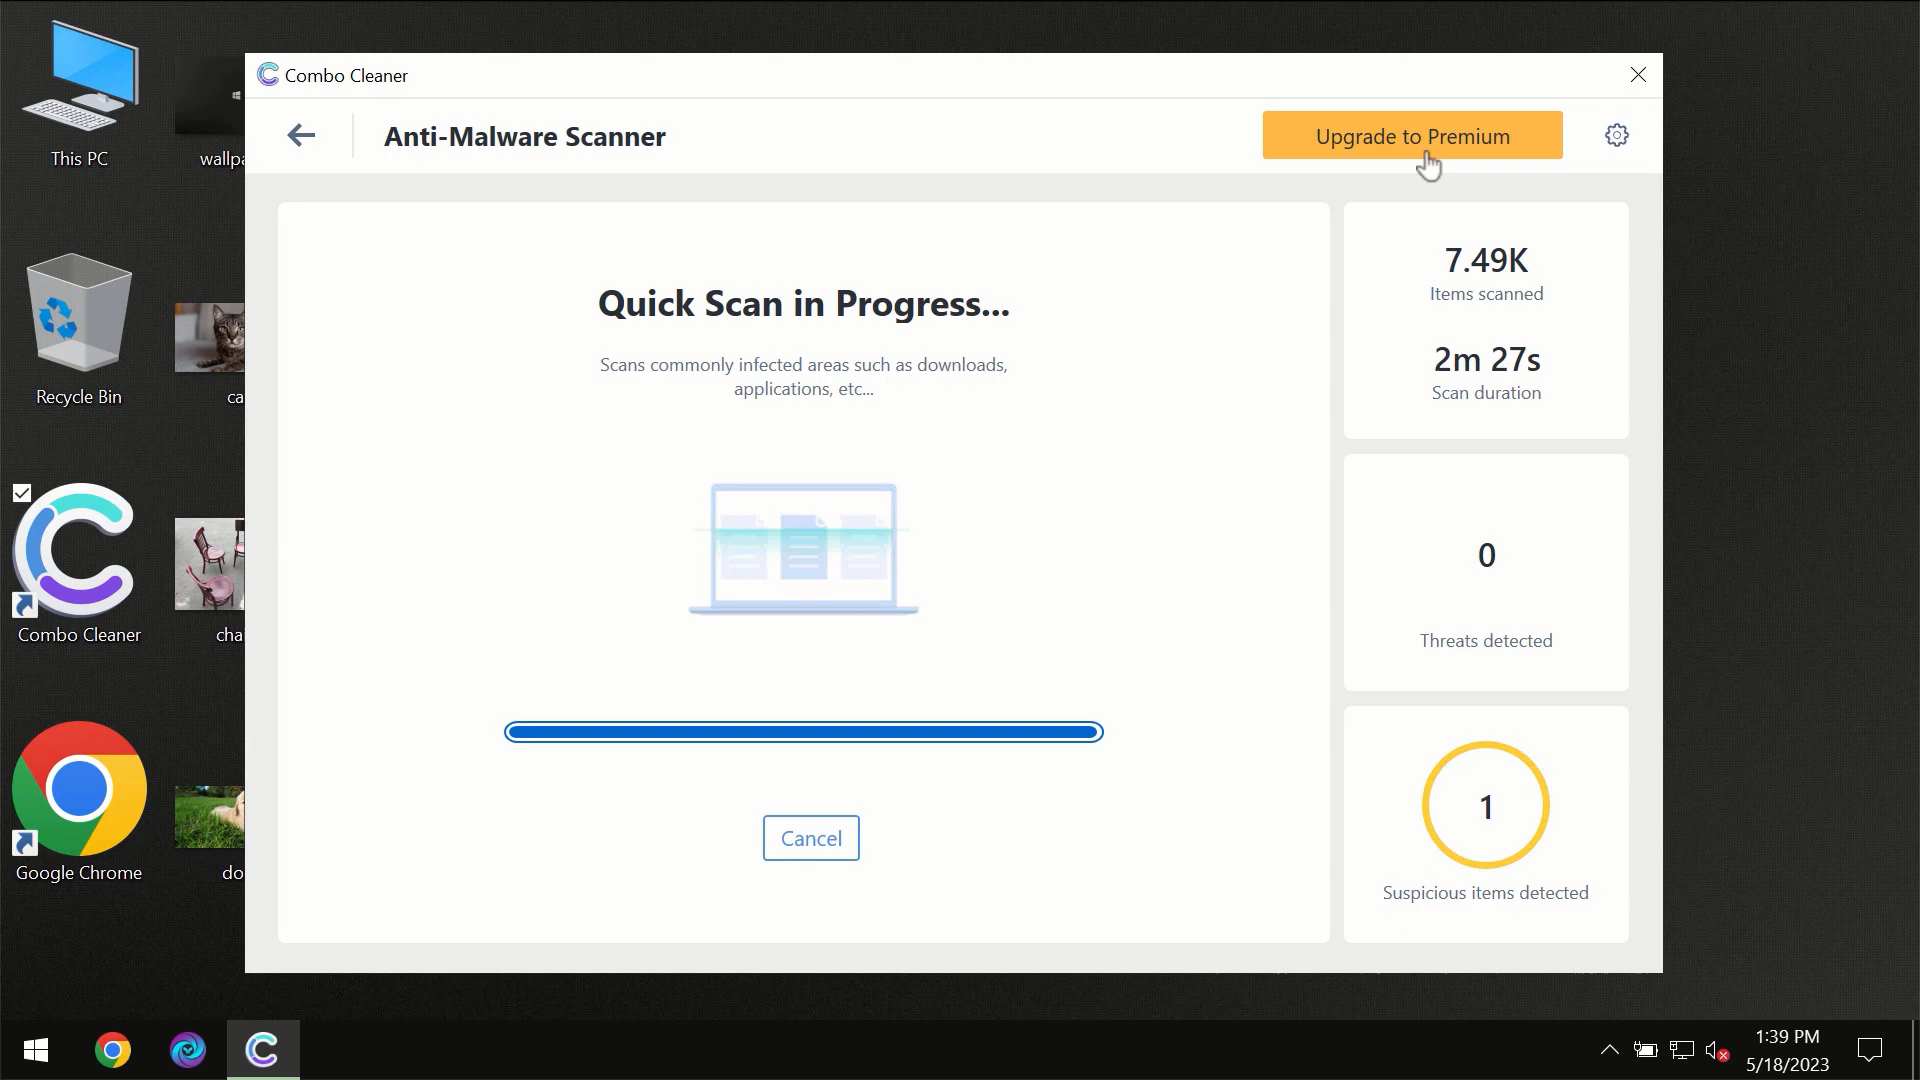 This PC
wallpa
Recycle Bin
ca
Combo Cleaner
chai
Google Chrome
do
Combo Cleaner
Anti-Malware Scanner
Upgrade to Premium
Quick Scan in Progress...
Scans commonly infected areas such as downloads,
applications, etc...
Cancel
7.49K
Items scanned
2m 27s
Scan duration
0
Threats detected
1
Suspicious items detected
1:39 PM
5/18/2023